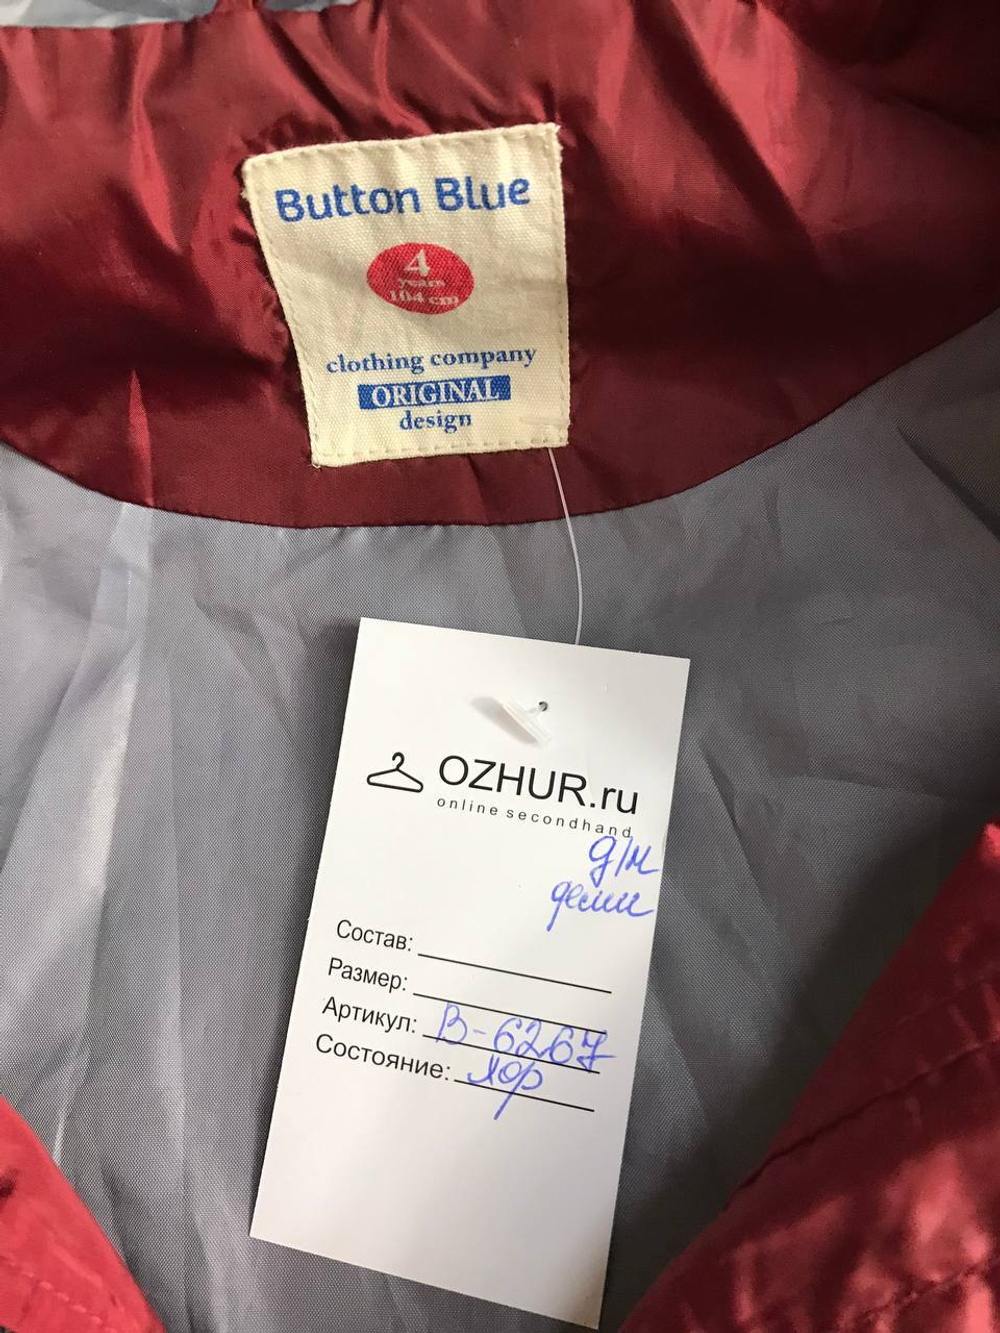 Button Blue
4
years
104 cm
clothing company
ORIGINAL
design
OZHUR.ru
online secondhand
д/м
деми
Состав:
Размер:
Артикул: В-6267
Состояние: хор